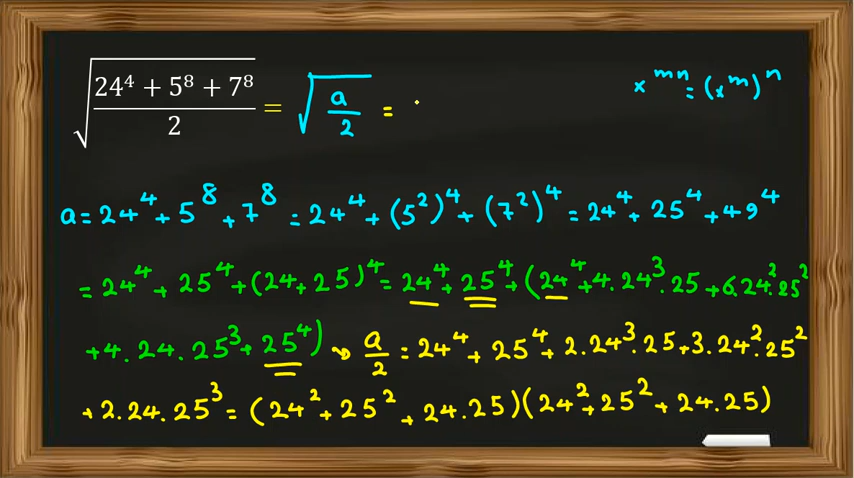 √((24⁴ + 5⁸ + 7⁸)/2) = √(a/2) =
xᵐⁿ = (xᵐ)ⁿ
a = 24⁴ + 5⁸ + 7⁸ = 24⁴ + (5²)⁴ + (7²)⁴ = 24⁴ + 25⁴ + 49⁴
= 24⁴ + 25⁴ + (24 + 25)⁴ = 24⁴ + 25⁴ + (24⁴ + 4.24³.25 + 6.24².25²
+ 4.24.25³ + 25⁴) ⇝ a/2 = 24⁴ + 25⁴ + 2.24³.25 + 3.24².25²
+ 2.24.25³ = (24² + 25² + 24.25)(24² + 25² + 24.25)